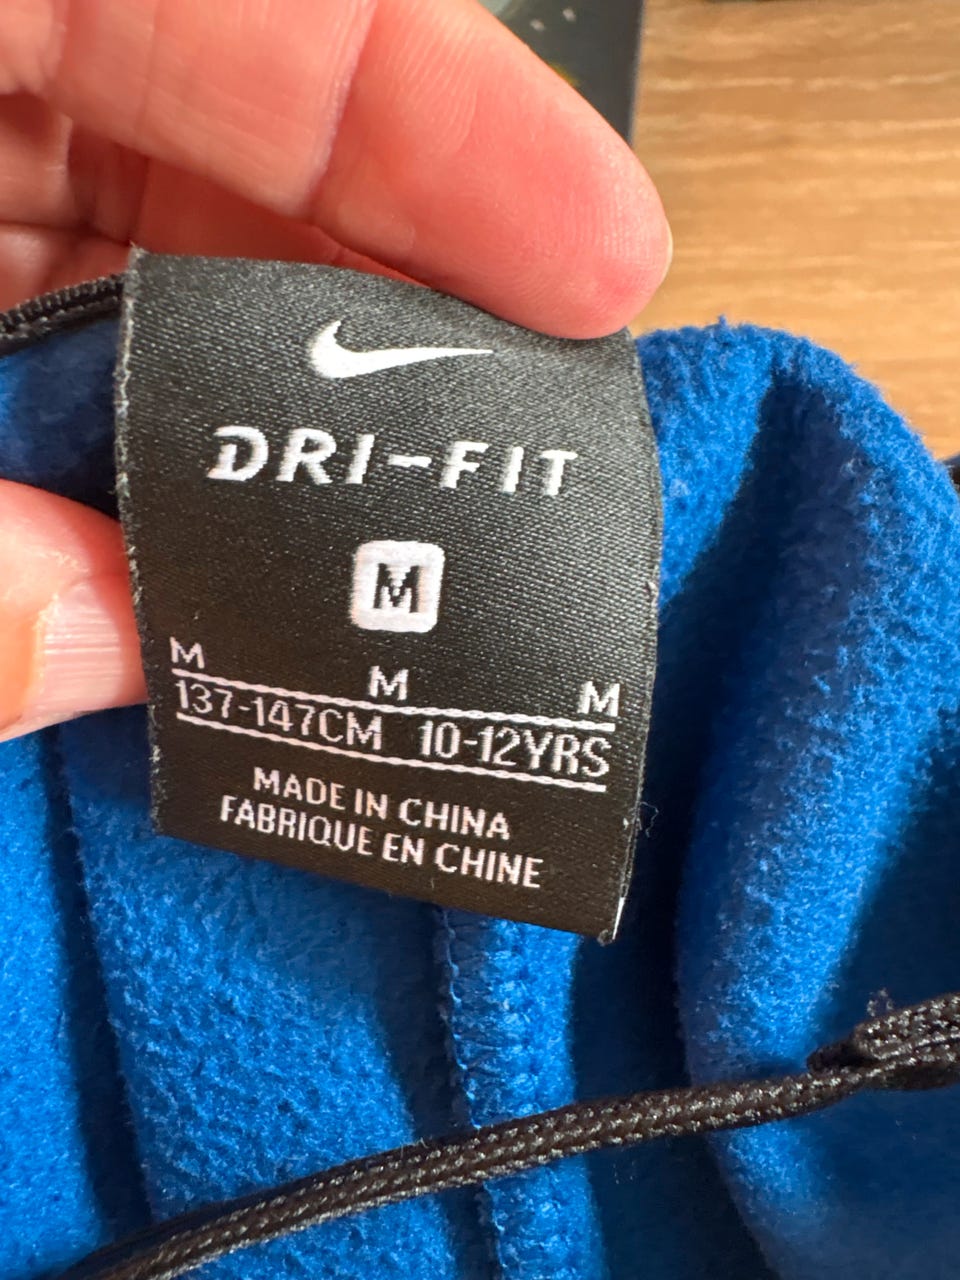 DRI-FIT
M
M M M
137-147CM 10-12YRS
MADE IN CHINA
FABRIQUE EN CHINE